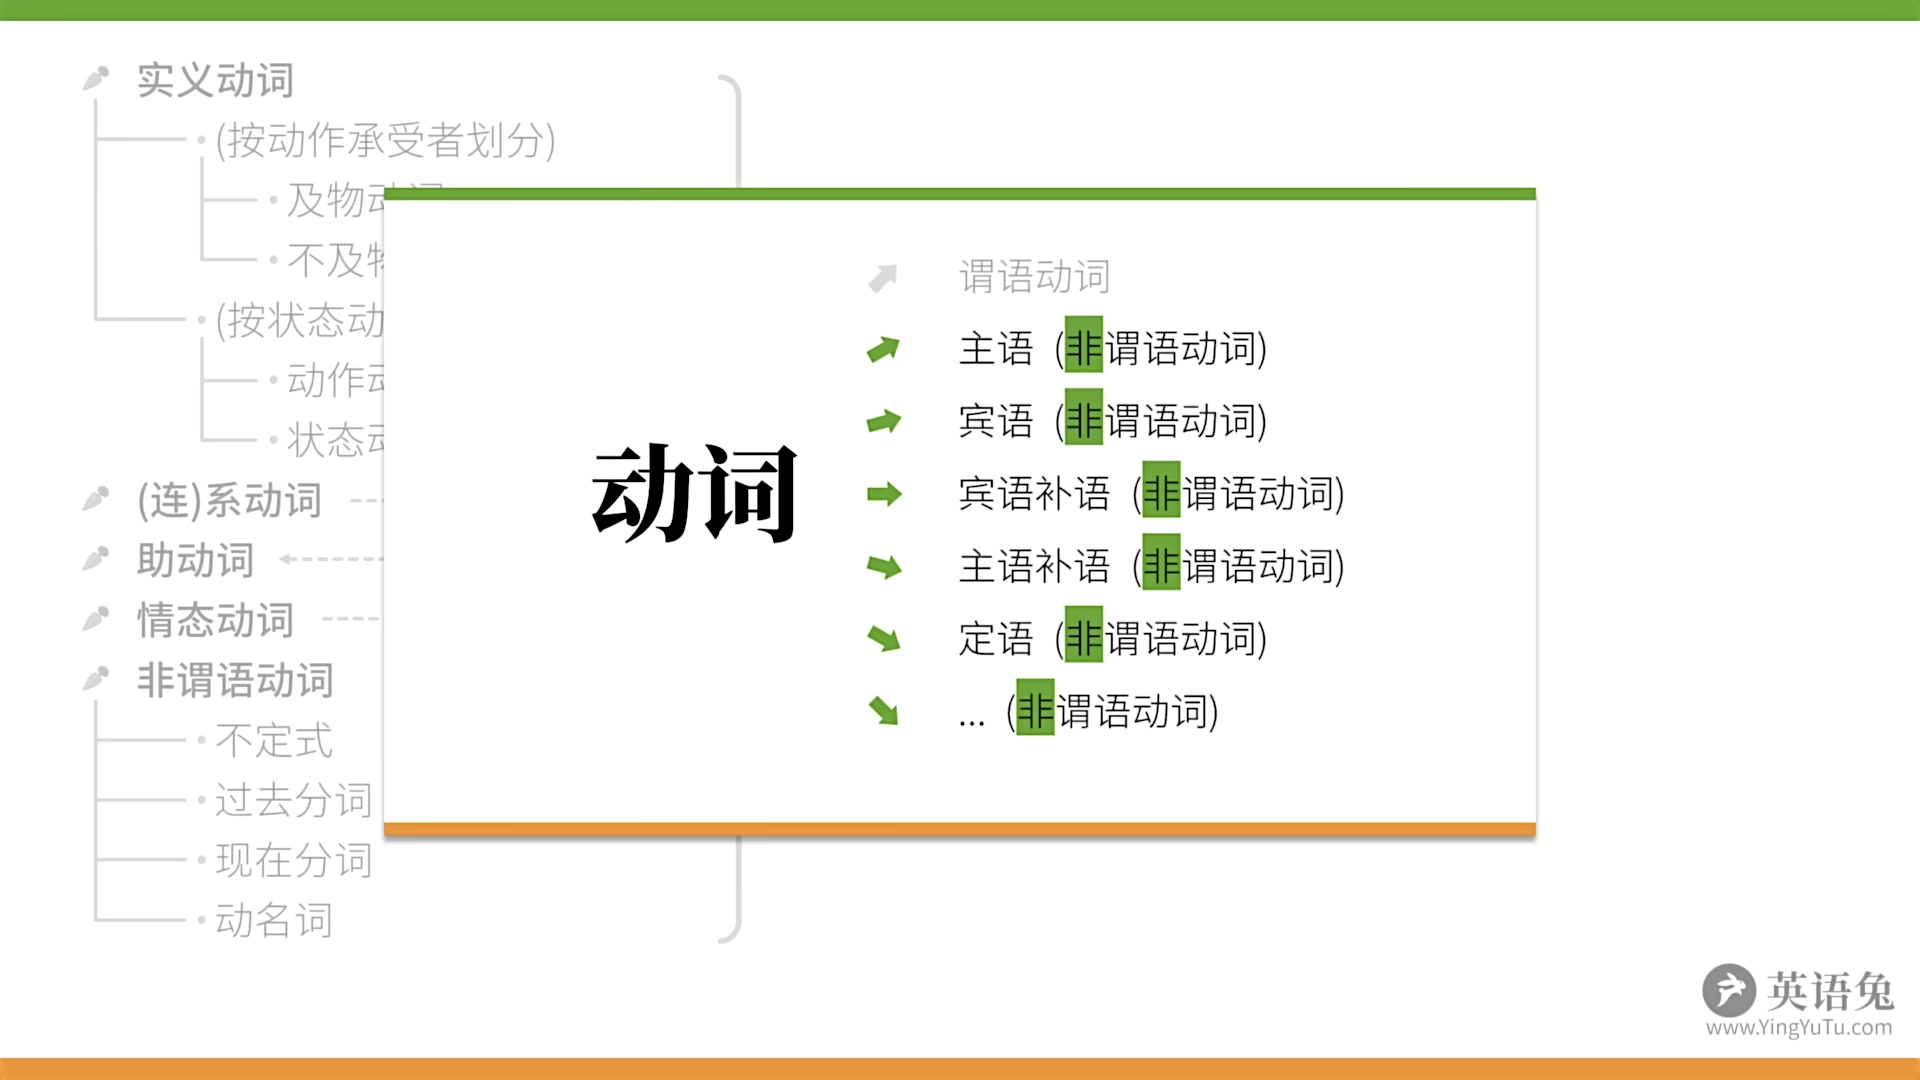 实义动词
(按动作承受者划分)
及物动词
不及物
(按状态动
动作动
状态动
(连)系动词
助动词
情态动词
非谓语动词
不定式
过去分词
现在分词
动名词
动词
谓语动词
主语 (非谓语动词)
宾语 (非谓语动词)
宾语补语 (非谓语动词)
主语补语 (非谓语动词)
定语 (非谓语动词)
... (非谓语动词)
英语兔
www.YingYuTu.com